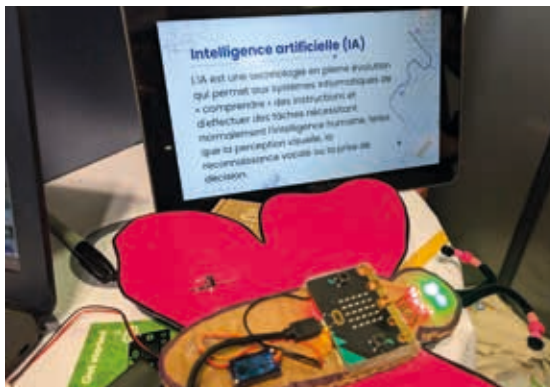 Intelligence artificielle (IA)
L'IA est une technologie en pleine évolution
qui permet aux systèmes informatiques de
« comprendre » des instructions et
d'effectuer des tâches nécessitant
normalement l'intelligence humaine, telles
que la perception visuelle, la
reconnaissance vocale ou la prise de
décision.